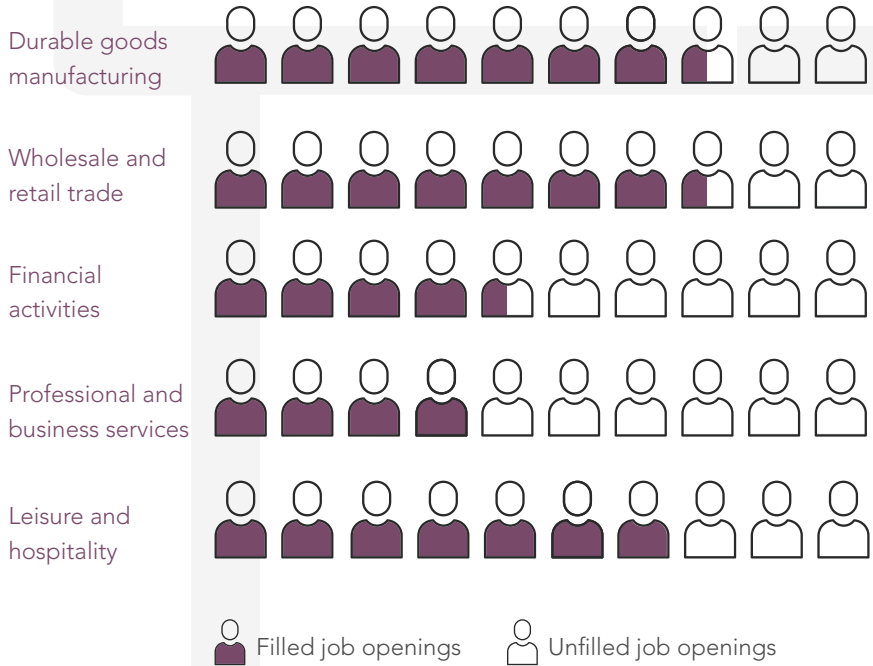 Durable goods
manufacturing
Wholesale and
retail trade
Financial
activities
Professional and
business services
Leisure and
hospitality
Filled job openings
Unfilled job openings